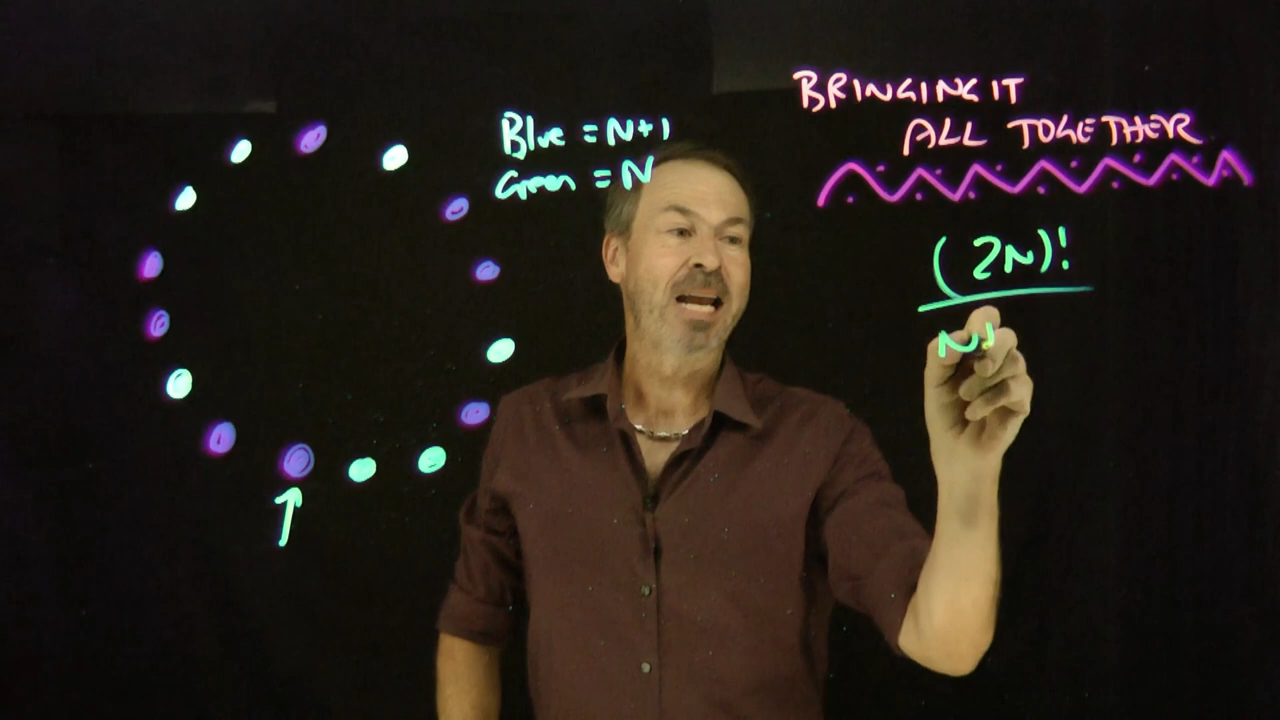 Blue = N+1
Green = N
BRINGING IT
ALL TOGETHER
(2N)!
N!